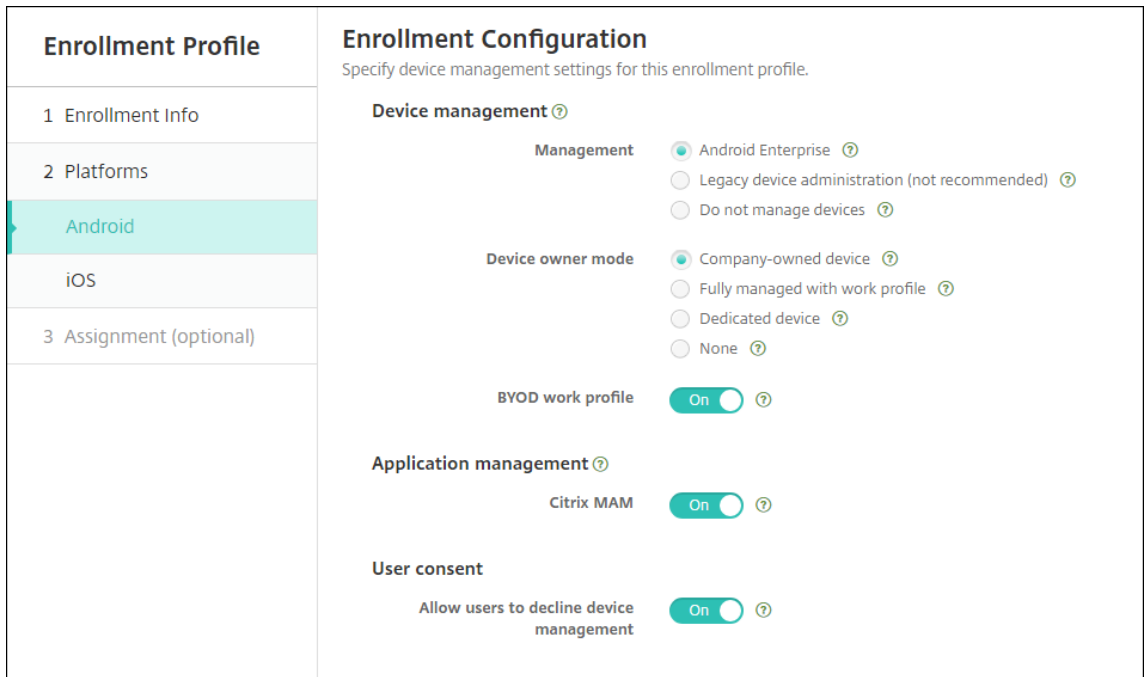 Enrollment Profile
1 Enrollment Info
2 Platforms
Android
iOS
3 Assignment (optional)
Enrollment Configuration
Specify device management settings for this enrollment profile.
Device management ?
Management
Android Enterprise ?
Legacy device administration (not recommended) ?
Do not manage devices ?
Device owner mode
Company-owned device ?
Fully managed with work profile ?
Dedicated device ?
None ?
BYOD work profile
On ?
Application management ?
Citrix MAM
On ?
User consent
Allow users to decline device
management
On ?